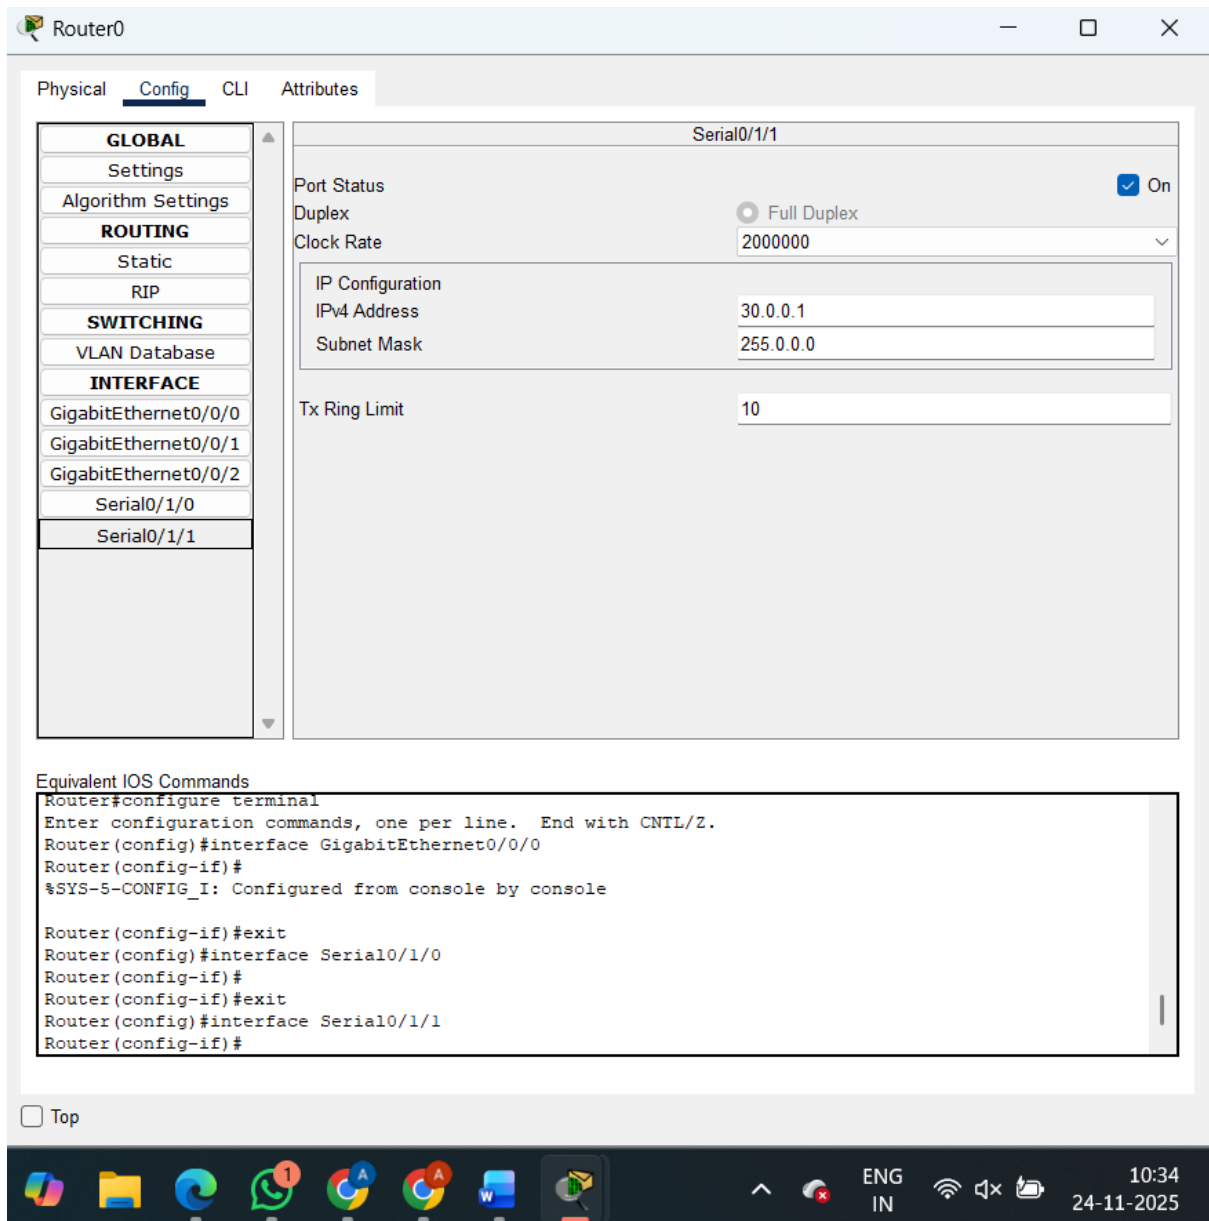 Router0
Physical Config CLI Attributes
GLOBAL
Settings
Algorithm Settings
ROUTING
Static
RIP
SWITCHING
VLAN Database
INTERFACE
GigabitEthernet0/0/0
GigabitEthernet0/0/1
GigabitEthernet0/0/2
Serial0/1/0
Serial0/1/1
Serial0/1/1
Port Status On
Duplex Full Duplex
Clock Rate 2000000
IP Configuration
IPv4 Address 30.0.0.1
Subnet Mask 255.0.0.0
Tx Ring Limit 10
Equivalent IOS Commands
Router#configure terminal
Enter configuration commands, one per line. End with CNTL/Z.
Router(config)#interface GigabitEthernet0/0/0
Router(config-if)#
%SYS-5-CONFIG_I: Configured from console by console
Router(config-if)#exit
Router(config)#interface Serial0/1/0
Router(config-if)#
Router(config-if)#exit
Router(config)#interface Serial0/1/1
Router(config-if)#
Top
1 A A W
ENG
IN
10:34
24-11-2025